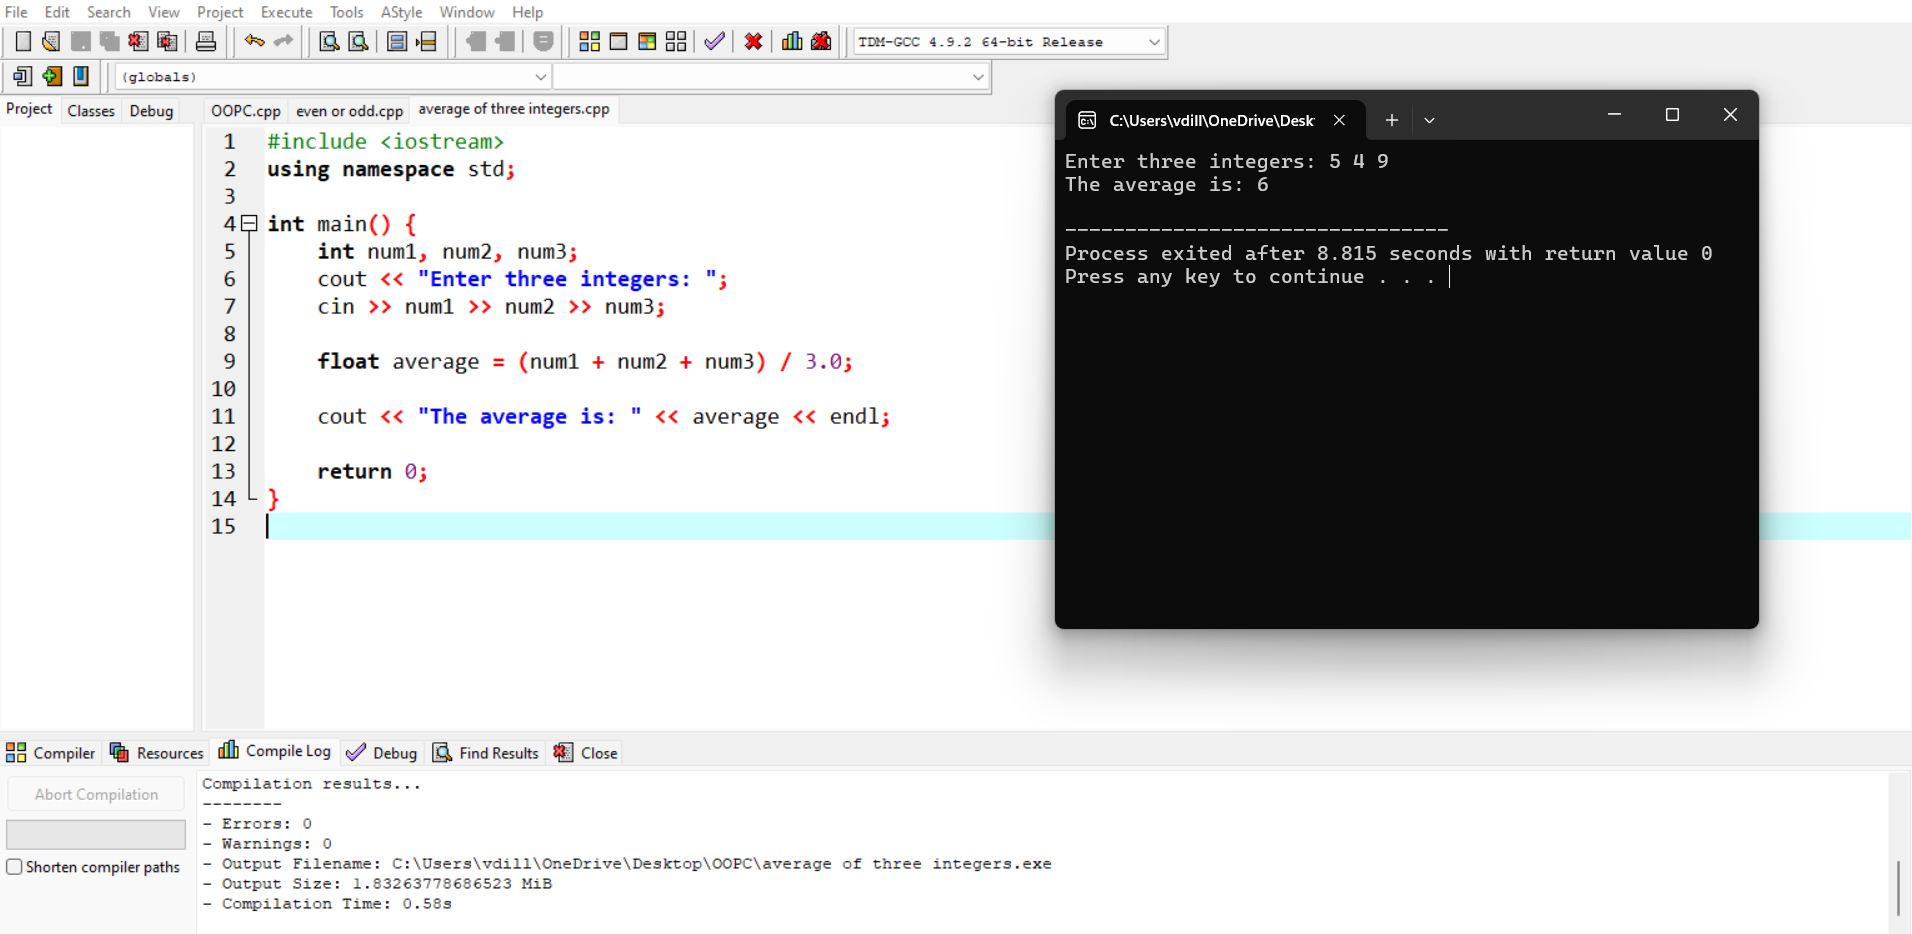 File Edit Search View Project Execute Tools AStyle Window Help
TDM-GCC 4.9.2 64-bit Release
(globals)
Project Classes Debug
OOPC.cpp even or odd.cpp average of three integers.cpp
1 #include <iostream>
2 using namespace std;
3
4 int main() {
5 int num1, num2, num3;
6 cout << "Enter three integers: ";
7 cin >> num1 >> num2 >> num3;
8
9 float average = (num1 + num2 + num3) / 3.0;
10
11 cout << "The average is: " << average << endl;
12
13 return 0;
14 }
15
C:\Users\vdill\OneDrive\Desk
Enter three integers: 5 4 9
The average is: 6
--------------------------------
Process exited after 8.815 seconds with return value 0
Press any key to continue . . .
Compiler Resources Compile Log Debug Find Results Close
Abort Compilation
Shorten compiler paths
Compilation results...
--------
- Errors: 0
- Warnings: 0
- Output Filename: C:\Users\vdill\OneDrive\Desktop\OOPC\average of three integers.exe
- Output Size: 1.83263778686523 MiB
- Compilation Time: 0.58s